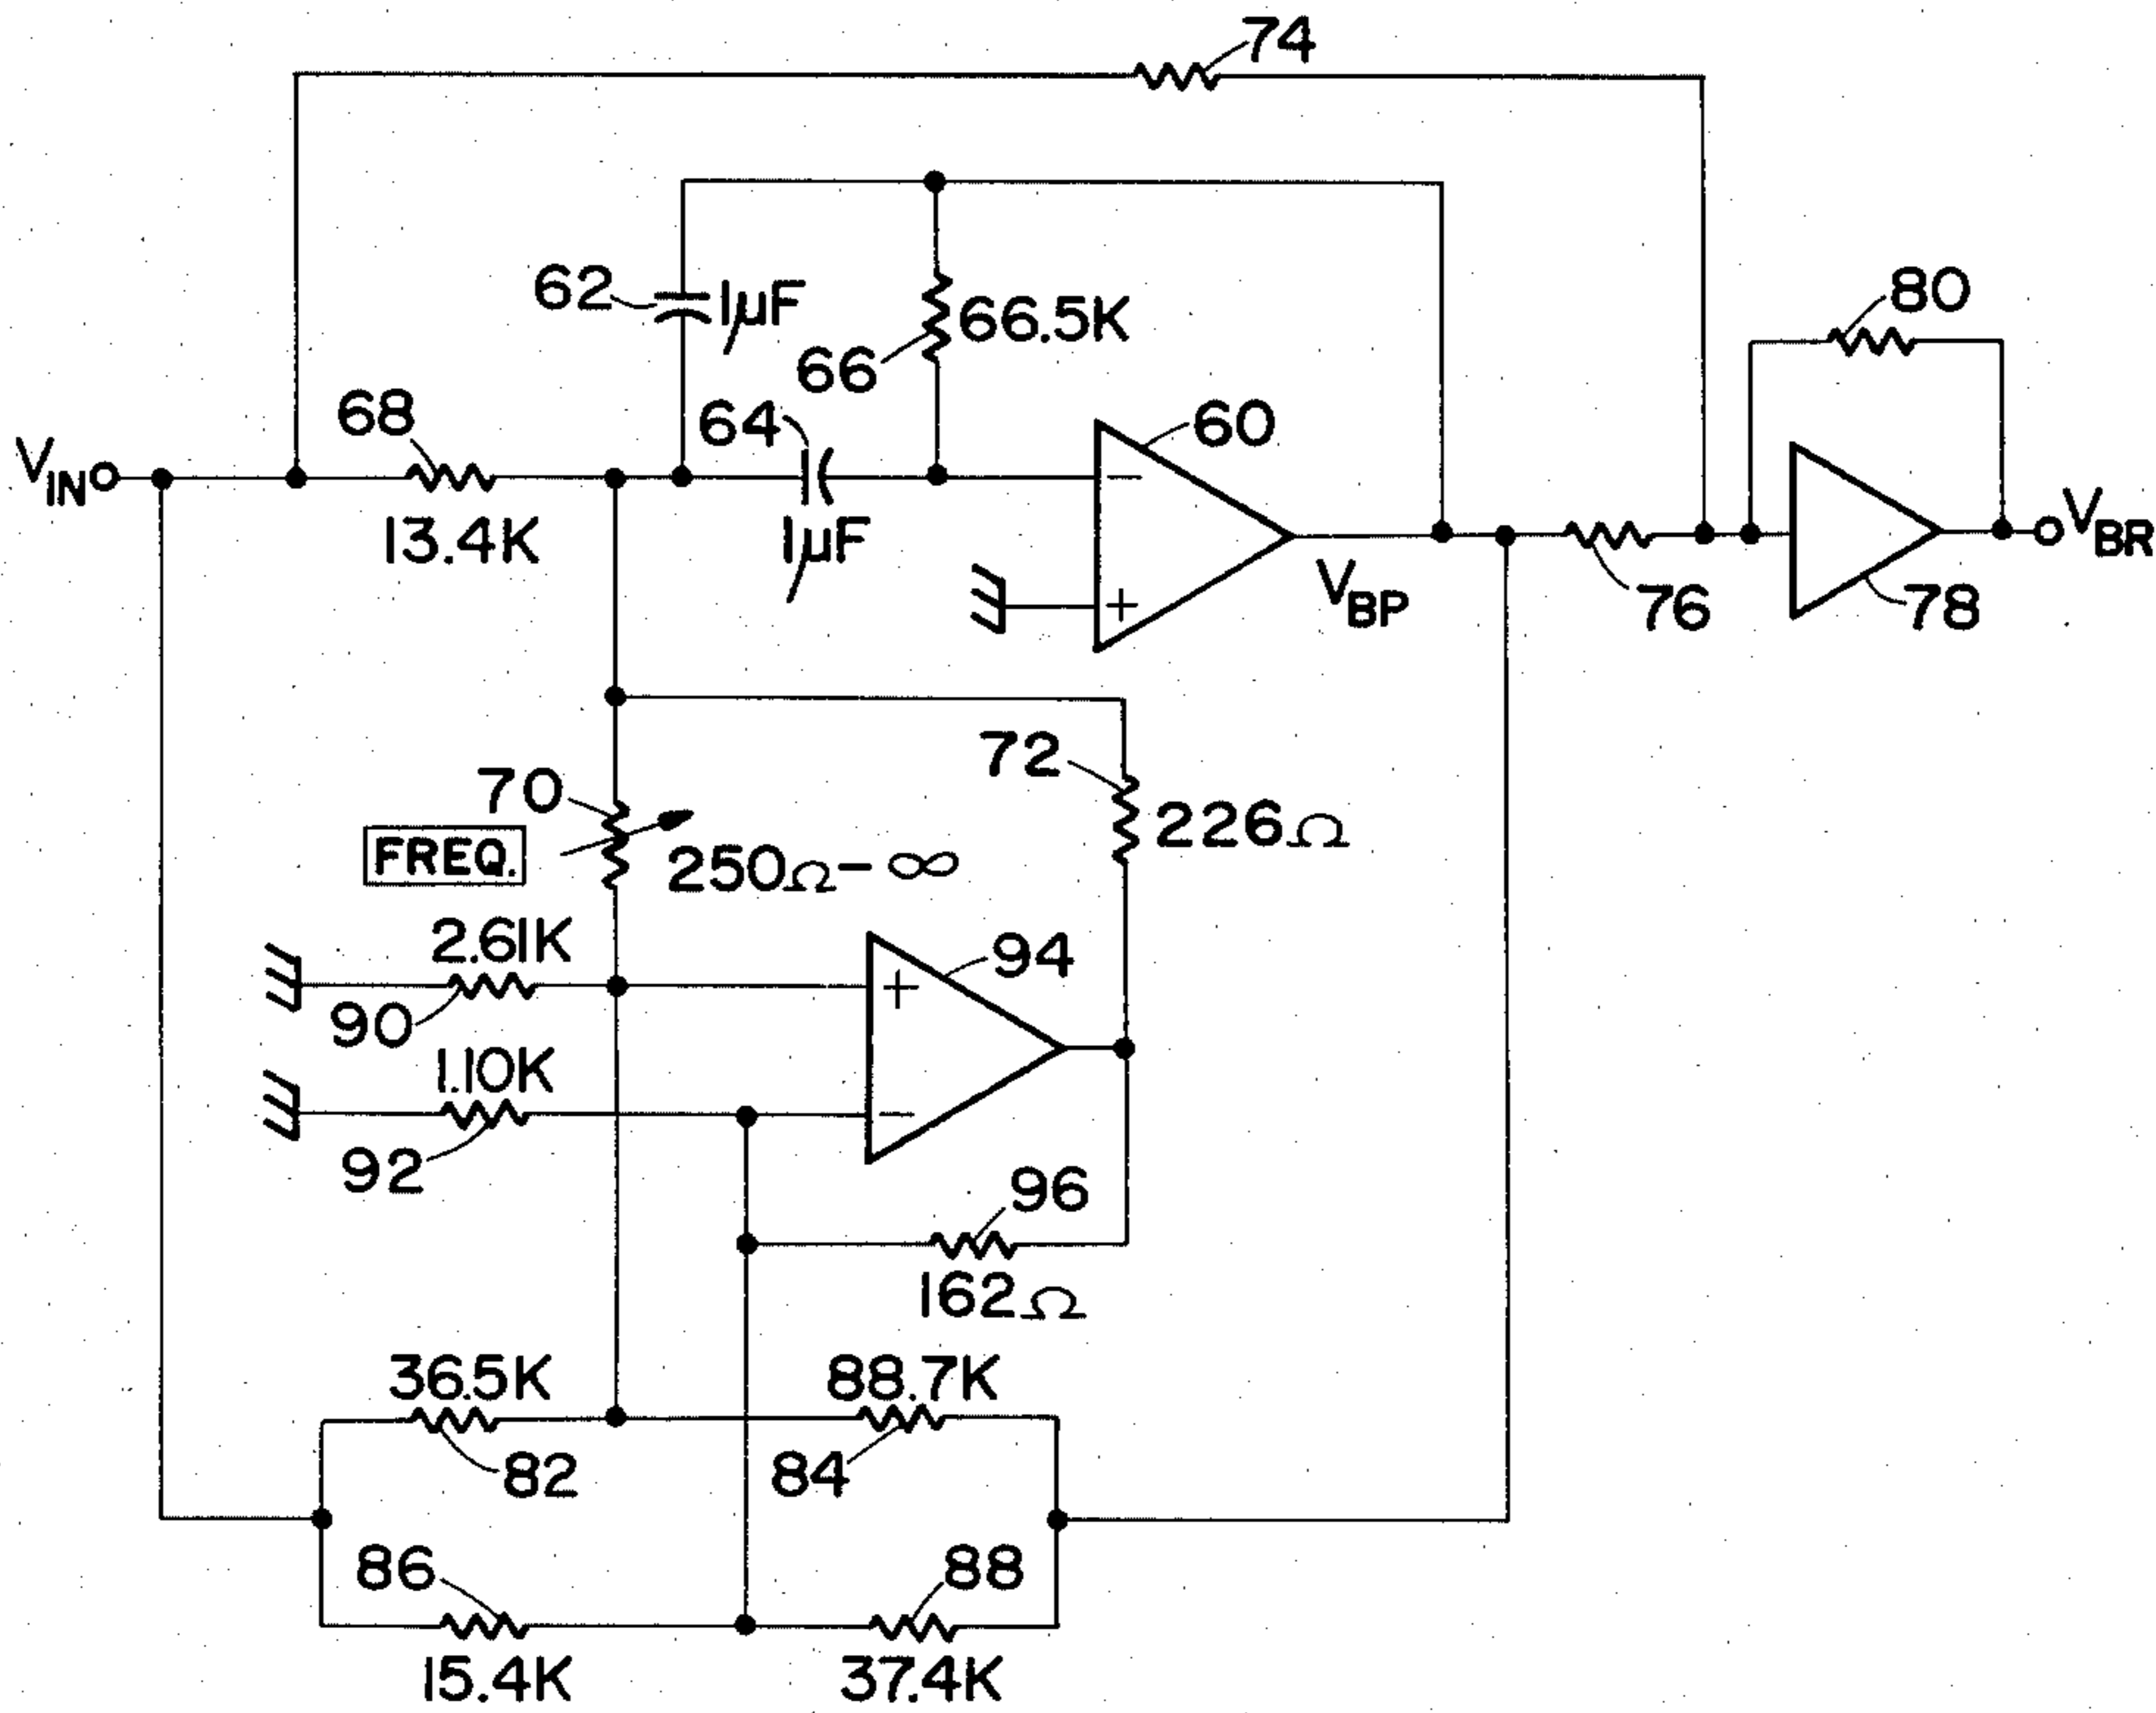 74
62
1μF
66
66.5K
80
68
64
60
V_IN
13.4K
1μF
V_BP
V_BR
76
78
70
72
226Ω
FREQ.
250Ω-∞
2.61K
94
90
1.10K
92
96
162Ω
36.5K
88.7K
82
84
86
88
15.4K
37.4K